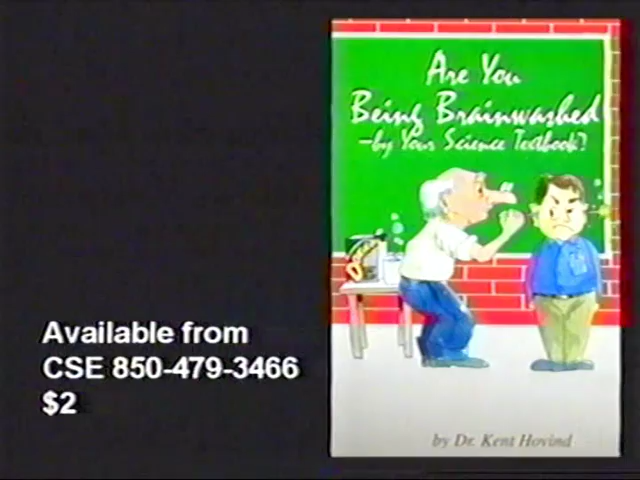 Are You
Being Brainwashed
-by Your Science Textbook?
Available from
CSE 850-479-3466
$2
by Dr. Kent Hovind